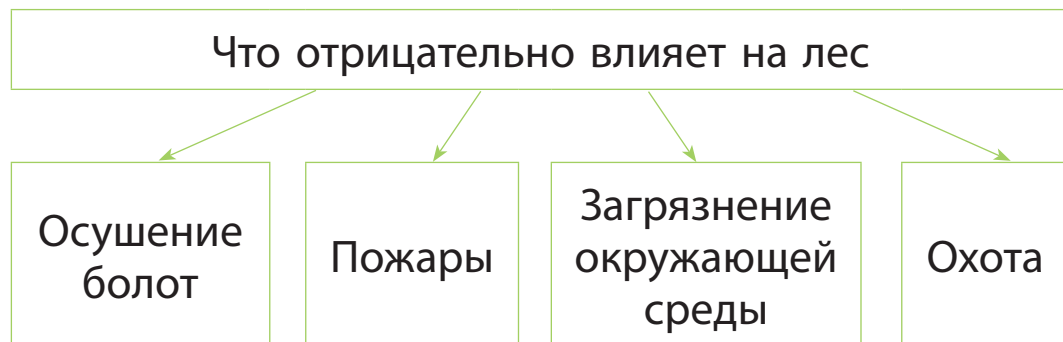 Что отрицательно влияет на лес
Осушение
болот
Пожары
Загрязнение
окружающей
среды
Охота